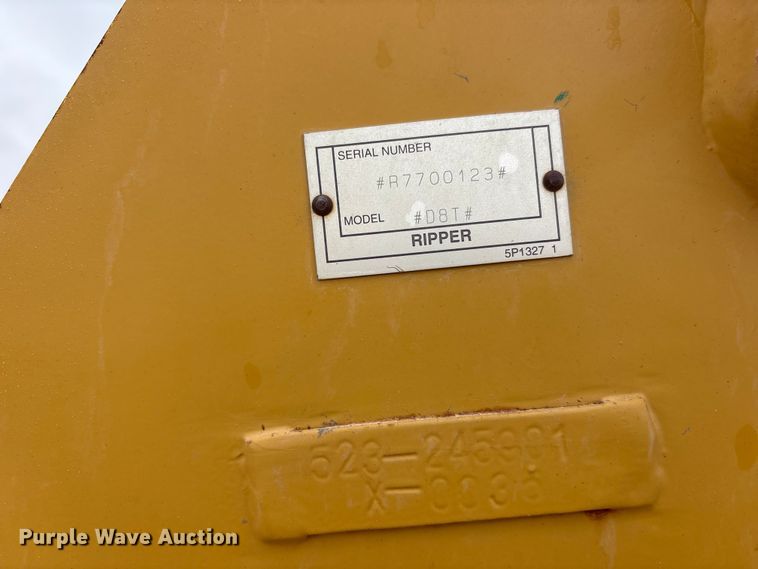 SERIAL NUMBER
#R7700123#
MODEL #D8T#
RIPPER
5P1327 1
Purple Wave Auction